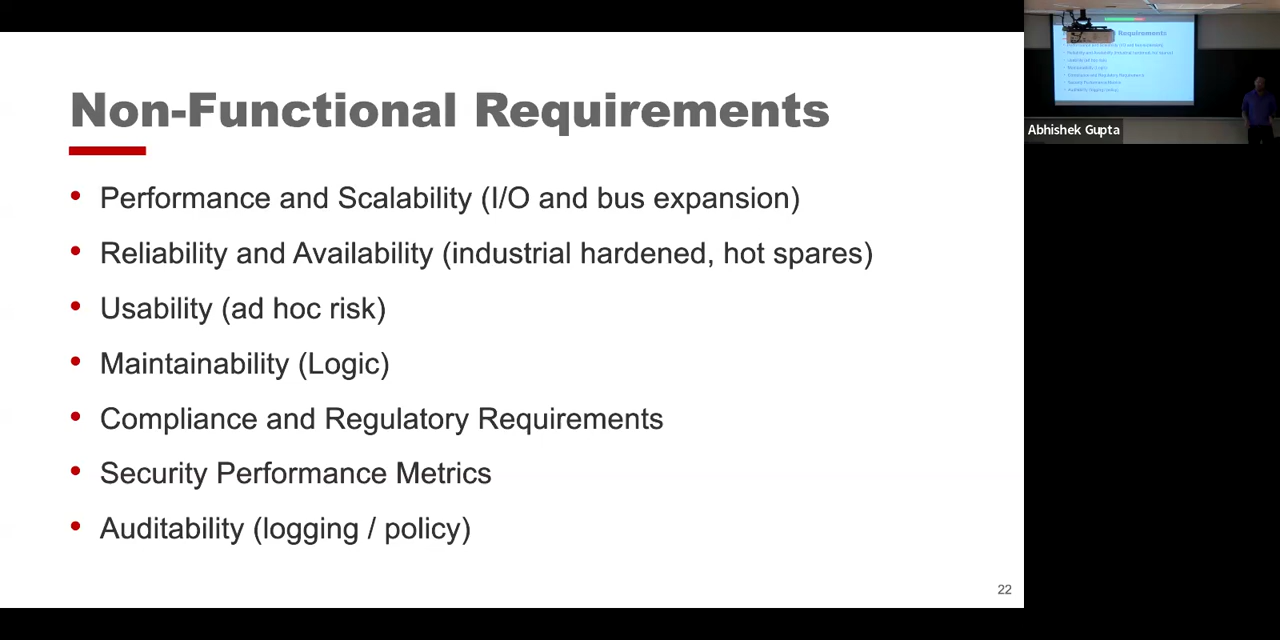 Non-Functional Requirements
• Performance and Scalability (I/O and bus expansion)
• Reliability and Availability (industrial hardened, hot spares)
• Usability (ad hoc risk)
• Maintainability (Logic)
• Compliance and Regulatory Requirements
• Security Performance Metrics
• Auditability (logging / policy)
22
Abhishek Gupta